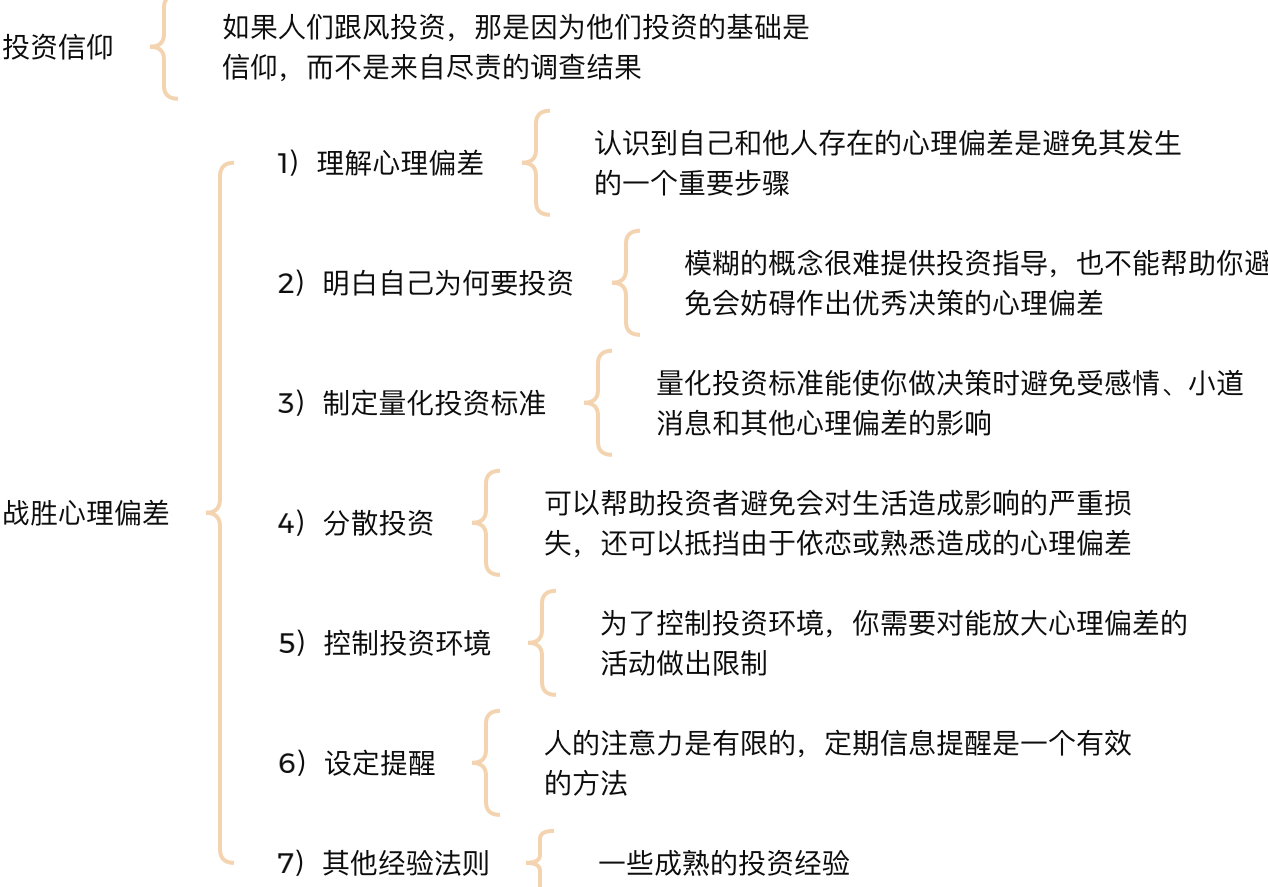 投资信仰
如果人们跟风投资，那是因为他们投资的基础是
信仰，而不是来自尽责的调查结果
战胜心理偏差
1）理解心理偏差
认识到自己和他人存在的心理偏差是避免其发生
的一个重要步骤
2）明白自己为何要投资
模糊的概念很难提供投资指导，也不能帮助你避
免会妨碍作出优秀决策的心理偏差
3）制定量化投资标准
量化投资标准能使你做决策时避免受感情、小道
消息和其他心理偏差的影响
4）分散投资
可以帮助投资者避免会对生活造成影响的严重损
失，还可以抵挡由于依恋或熟悉造成的心理偏差
5）控制投资环境
为了控制投资环境，你需要对能放大心理偏差的
活动做出限制
6）设定提醒
人的注意力是有限的，定期信息提醒是一个有效
的方法
7）其他经验法则
一些成熟的投资经验